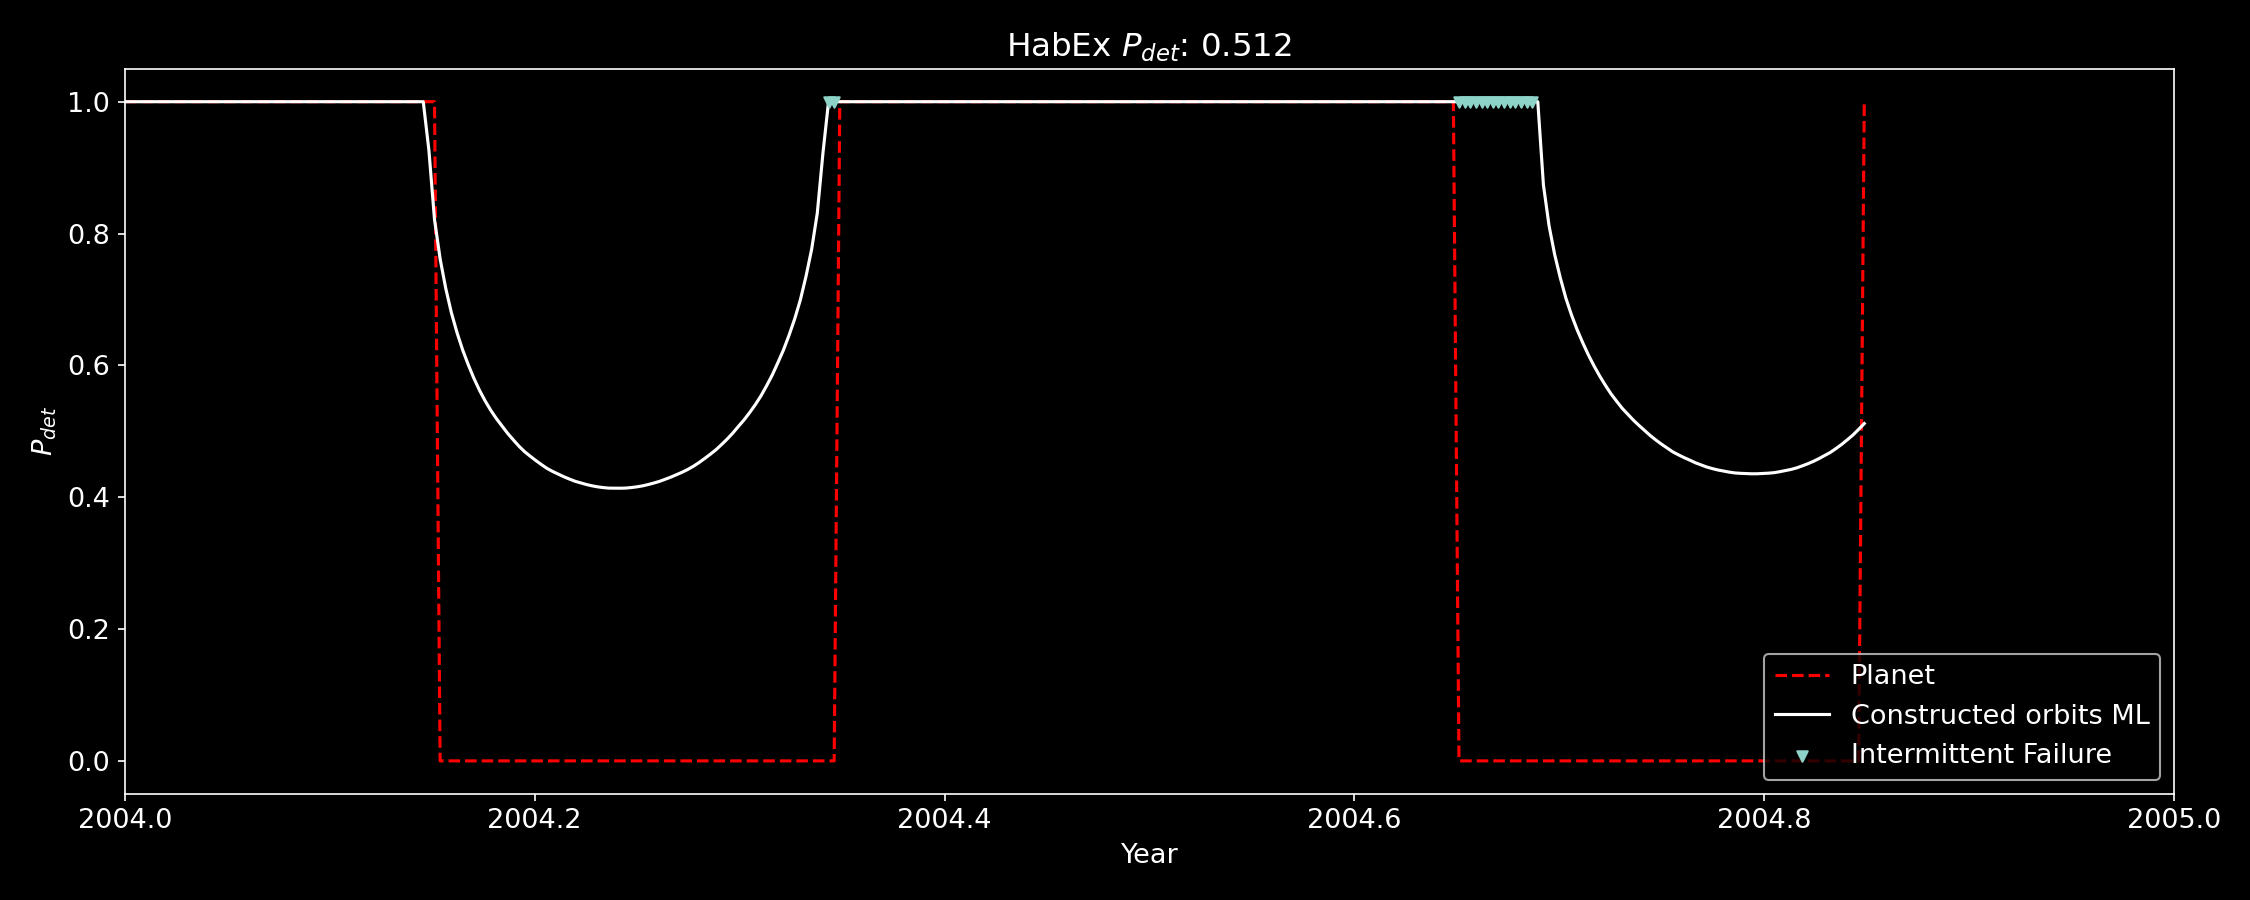 HabEx P_det: 0.512
P_det
1.0
0.8
0.6
0.4
0.2
0.0
Planet
Constructed orbits ML
Intermittent Failure
2004.0 2004.2 2004.4 2004.6 2004.8 2005.0
Year